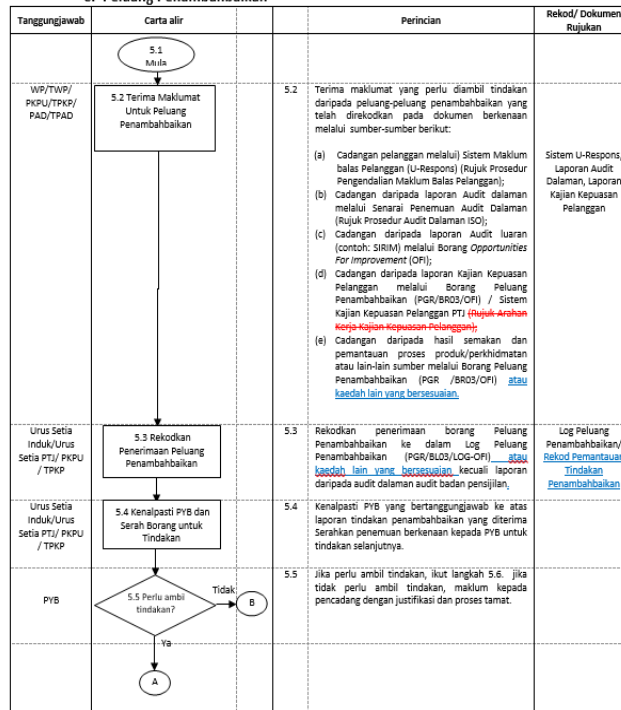 Peluang Penambahbaikan
Tanggungjawab
Carta alir
Perincian
Rekod/ Dokumen
Rujukan
5.1
Mula
WP/TWP/
PKPU/TPKP/
PAD/TPAD
5.2 Terima Maklumat
Untuk Peluang
Penambahbaikan
5.2
Terima maklumat yang perlu diambil tindakan
daripada peluang-peluang penambahbaikan yang
telah direkodkan pada dokumen berkenaan
melalui sumber-sumber berikut:
(a) Cadangan pelanggan melalui) Sistem Maklum
balas Pelanggan (U-Respons) (Rujuk Prosedur
Pengendalian Maklum Balas Pelanggan);
(b) Cadangan daripada laporan Audit dalaman
melalui Senarai Penemuan Audit Dalaman
(Rujuk Prosedur Audit Dalaman ISO);
(c) Cadangan daripada laporan Audit luaran
(contoh: SIRIM) melalui Borang Opportunities
For Improvement (OFI);
(d) Cadangan daripada laporan Kajian Kepuasan
Pelanggan melalui Borang Peluang
Penambahbaikan (PGR/BR03/OFI) / Sistem
Kajian Kepuasan Pelanggan PTJ (Rujuk Arahan
Kerja Kajian Kepuasan Pelanggan);
(e) Cadangan daripada hasil semakan dan
pemantauan proses produk/perkhidmatan
atau lain-lain sumber melalui Borang Peluang
Penambahbaikan (PGR /BR03/OFI) atau
kaedah lain yang bersesuaian.
Sistem U-Respons,
Laporan Audit
Dalaman, Laporan
Kajian Kepuasan
Pelanggan
Urus Setia
Induk/Urus
Setia PTJ/ PKPU
/ TPKP
5.3 Rekodkan
Penerimaan Peluang
Penambahbaikan
5.3
Rekodkan penerimaan borang Peluang
Penambahbaikan ke dalam Log Peluang
Penambahbaikan (PGR/BL03/LOG-OFI) atau
kaedah lain yang bersesuaian kecuali laporan
daripada audit dalaman audit badan pensijilan.
Log Peluang
Penambahbaikan/
Rekod Pemantauan
Tindakan
Penambahbaikan
Urus Setia
Induk/Urus
Setia PTJ/ PKPU
/ TPKP
5.4 Kenalpasti PYB dan
Serah Borang untuk
Tindakan
5.4
Kenalpasti PYB yang bertanggungjawab ke atas
laporan tindakan penambahbaikan yang diterima
Serahkan penemuan berkenaan kepada PYB untuk
tindakan selanjutnya.
PYB
5.5 Perlu ambil
tindakan?
Tidak
B
5.5
Jika perlu ambil tindakan, ikut langkah 5.6. jika
tidak perlu ambil tindakan, maklum kepada
pencadang dengan justifikasi dan proses tamat.
Ya
A